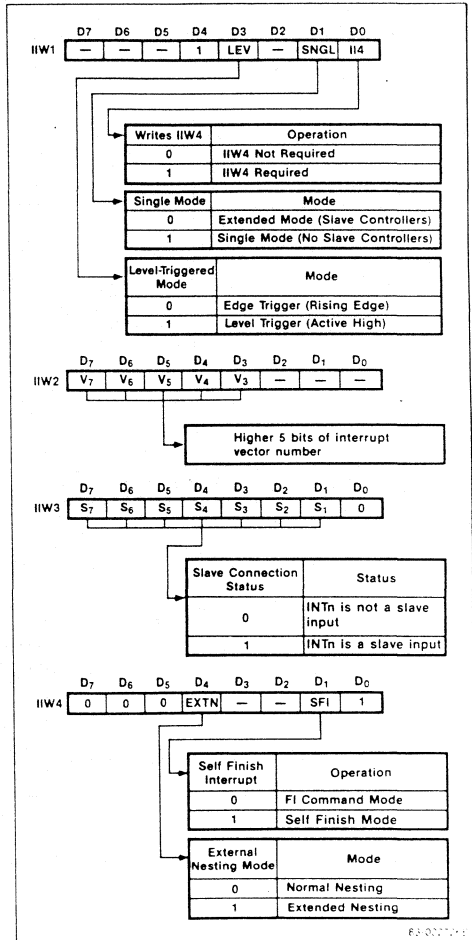 D7 D6 D5 D4 D3 D2 D1 D0
IIW1 — — — 1 LEV — SNGL II4
Writes IIW4 Operation
0 IIW4 Not Required
1 IIW4 Required
Single Mode Mode
0 Extended Mode (Slave Controllers)
1 Single Mode (No Slave Controllers)
Level-Triggered Mode Mode
0 Edge Trigger (Rising Edge)
1 Level Trigger (Active High)
D7 D6 D5 D4 D3 D2 D1 D0
IIW2 V7 V6 V5 V4 V3 — — —
Higher 5 bits of interrupt
vector number
D7 D6 D5 D4 D3 D2 D1 D0
IIW3 S7 S6 S5 S4 S3 S2 S1 0
Slave Connection Status Status
0 INTn is not a slave input
1 INTn is a slave input
D7 D6 D5 D4 D3 D2 D1 D0
IIW4 0 0 0 EXTN — — SFI 1
Self Finish Interrupt Operation
0 FI Command Mode
1 Self Finish Mode
External Nesting Mode Mode
0 Normal Nesting
1 Extended Nesting